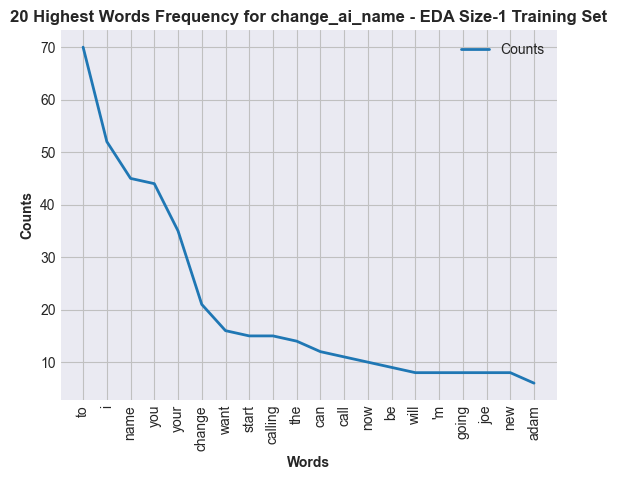 20 Highest Words Frequency for change_ai_name - EDA Size-1 Training Set
Counts
70
60
50
40
30
20
10
Counts
to
i
name
you
your
change
want
start
calling
the
can
call
now
be
will
'm
going
joe
new
adam
Words